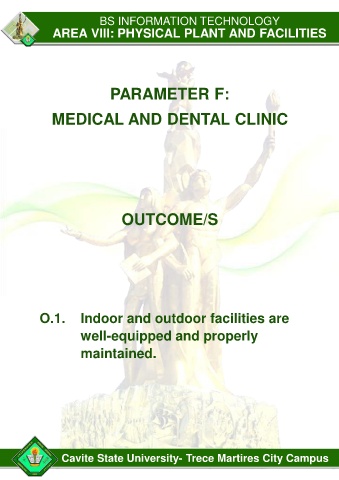 BS INFORMATION TECHNOLOGY
AREA VIII: PHYSICAL PLANT AND FACILITIES
PARAMETER F:
MEDICAL AND DENTAL CLINIC
OUTCOME/S
O.1. Indoor and outdoor facilities are
well-equipped and properly
maintained.
Cavite State University- Trece Martires City Campus